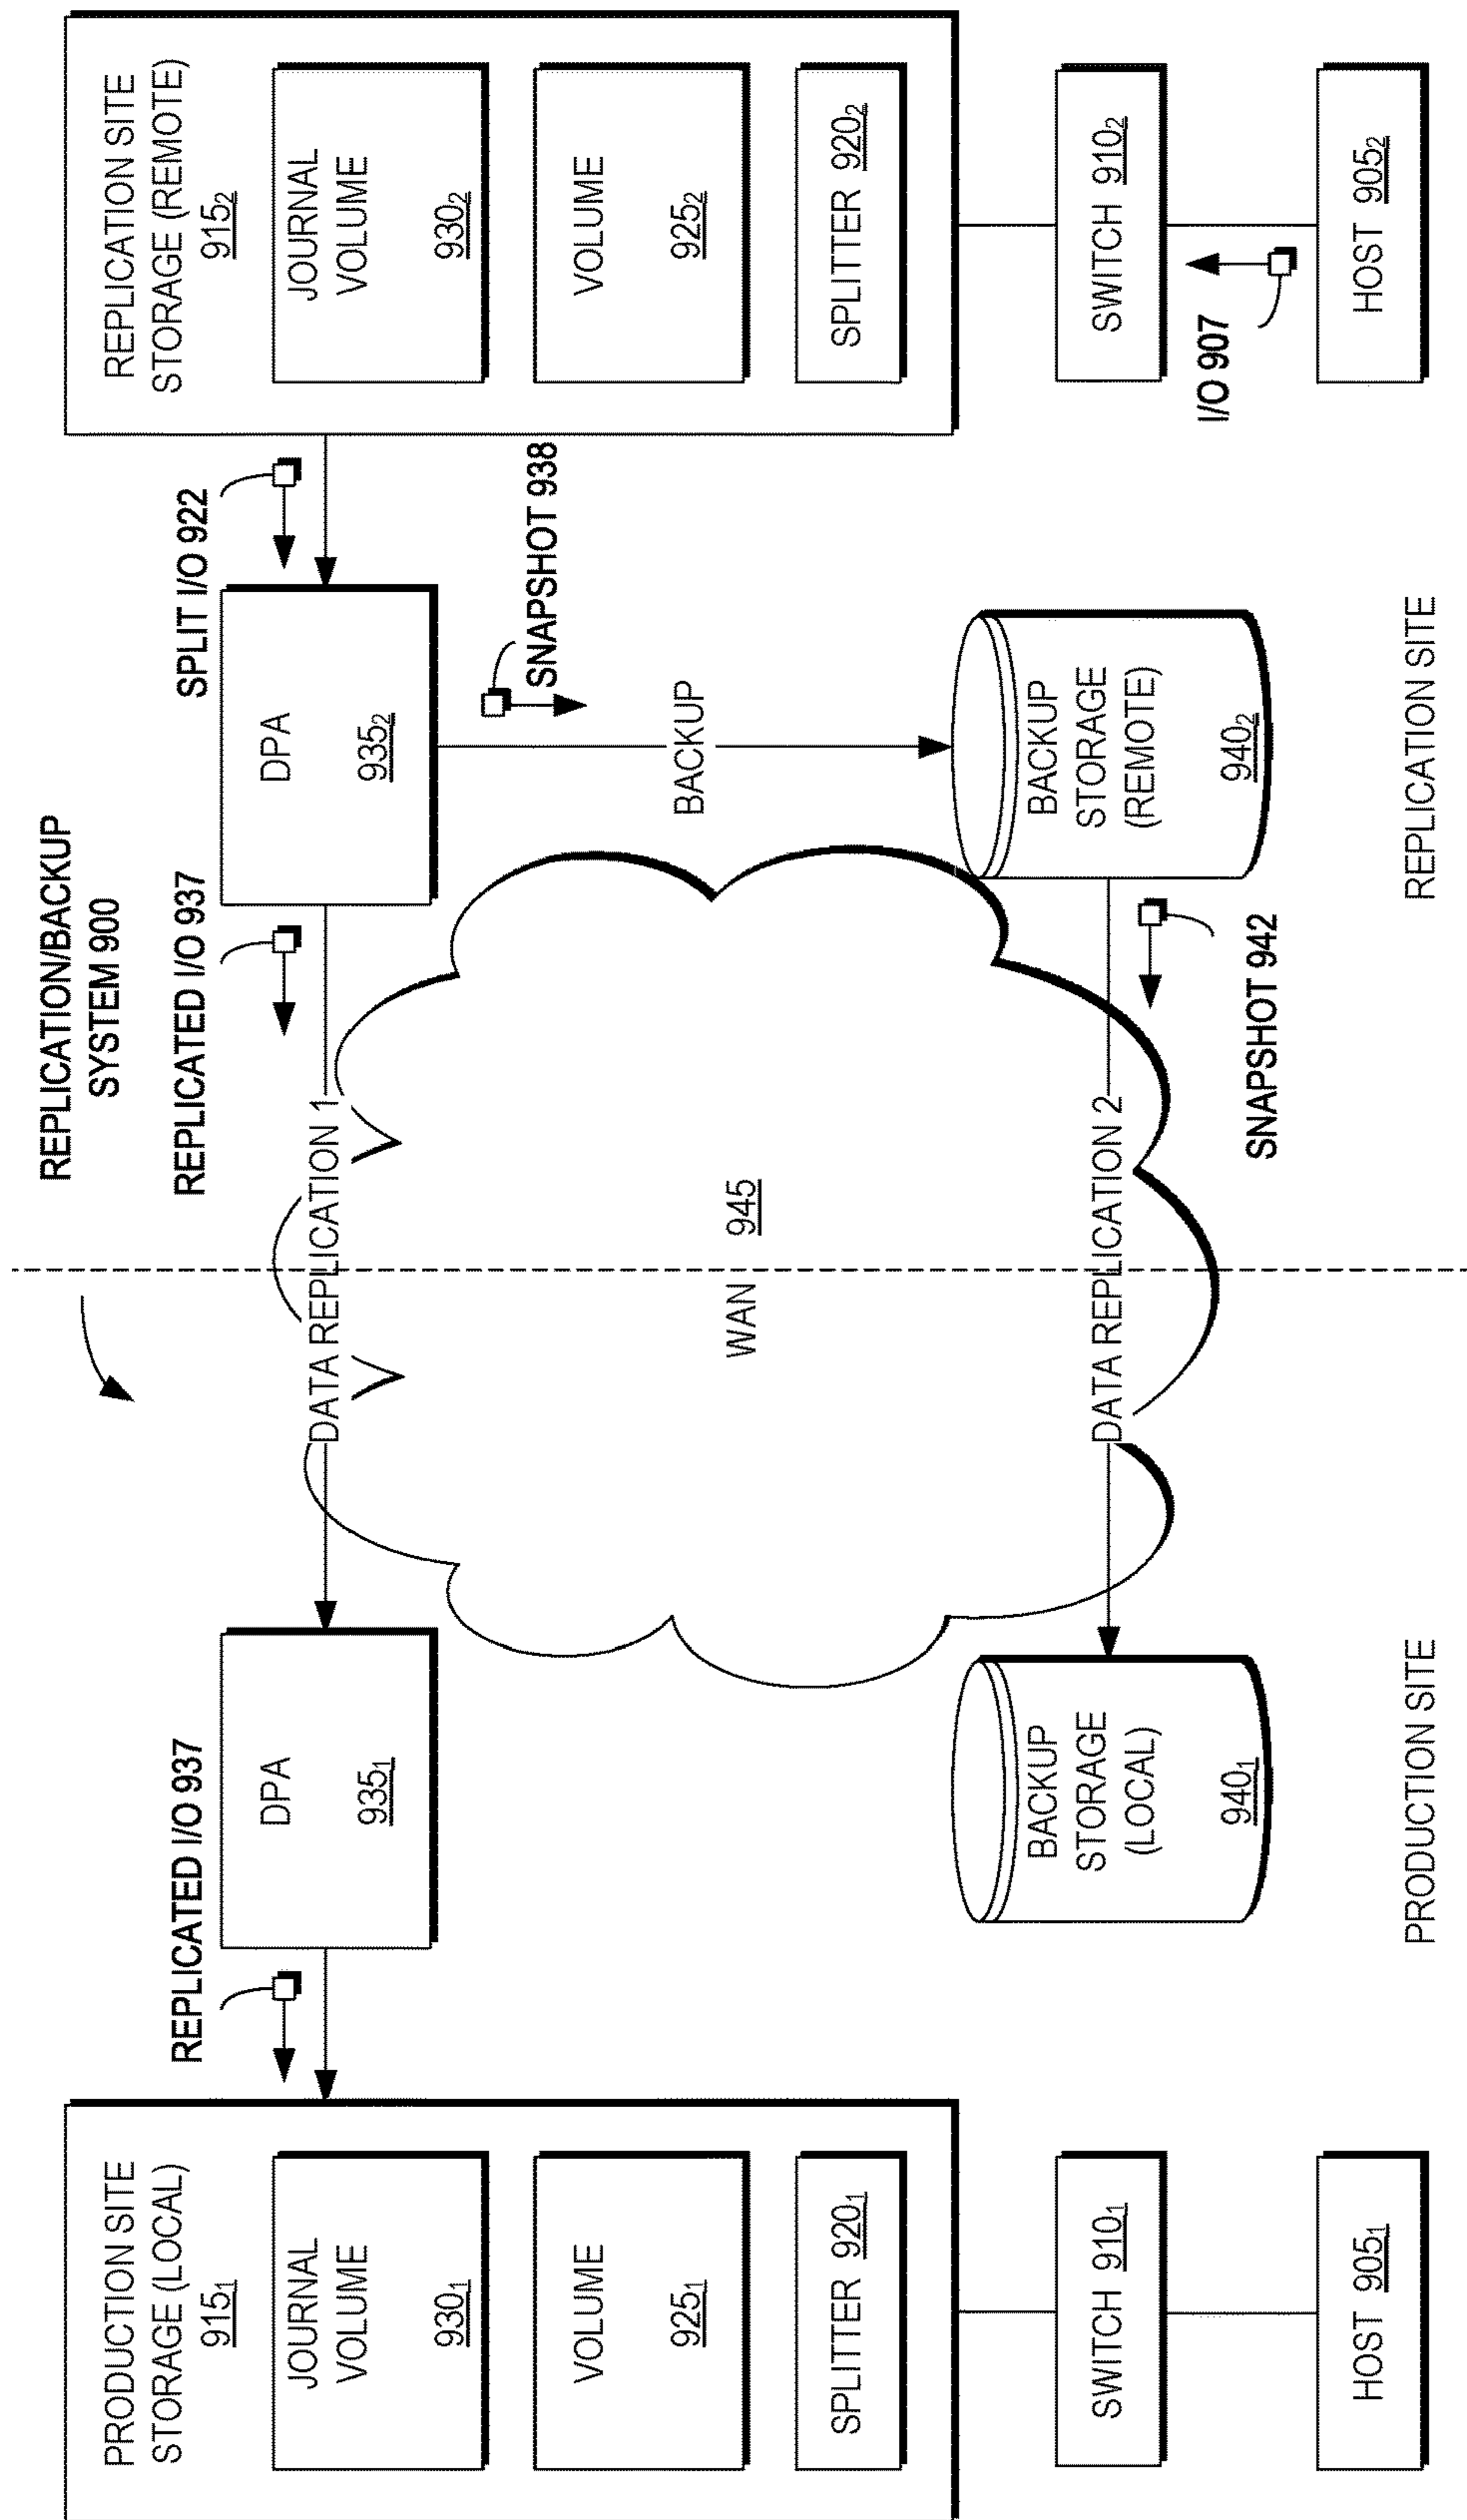 REPLICATION/BACKUP
SYSTEM 900
PRODUCTION SITE
STORAGE (LOCAL)
915₁
JOURNAL
VOLUME
930₁
VOLUME
925₁
SPLITTER 920₁
SWITCH 910₁
HOST 905₁
REPLICATED I/O 937
DPA
935₁
BACKUP
STORAGE
(LOCAL)
940₁
PRODUCTION SITE
DATA REPLICATION 1
WAN 945
DATA REPLICATION 2
REPLICATED I/O 937
DPA
935₂
SPLIT I/O 922
SNAPSHOT 938
BACKUP
BACKUP
STORAGE
(REMOTE)
940₂
SNAPSHOT 942
REPLICATION SITE
REPLICATION SITE
STORAGE (REMOTE)
915₂
JOURNAL
VOLUME
930₂
VOLUME
925₂
SPLITTER 920₂
SWITCH 910₂
I/O 907
HOST 905₂